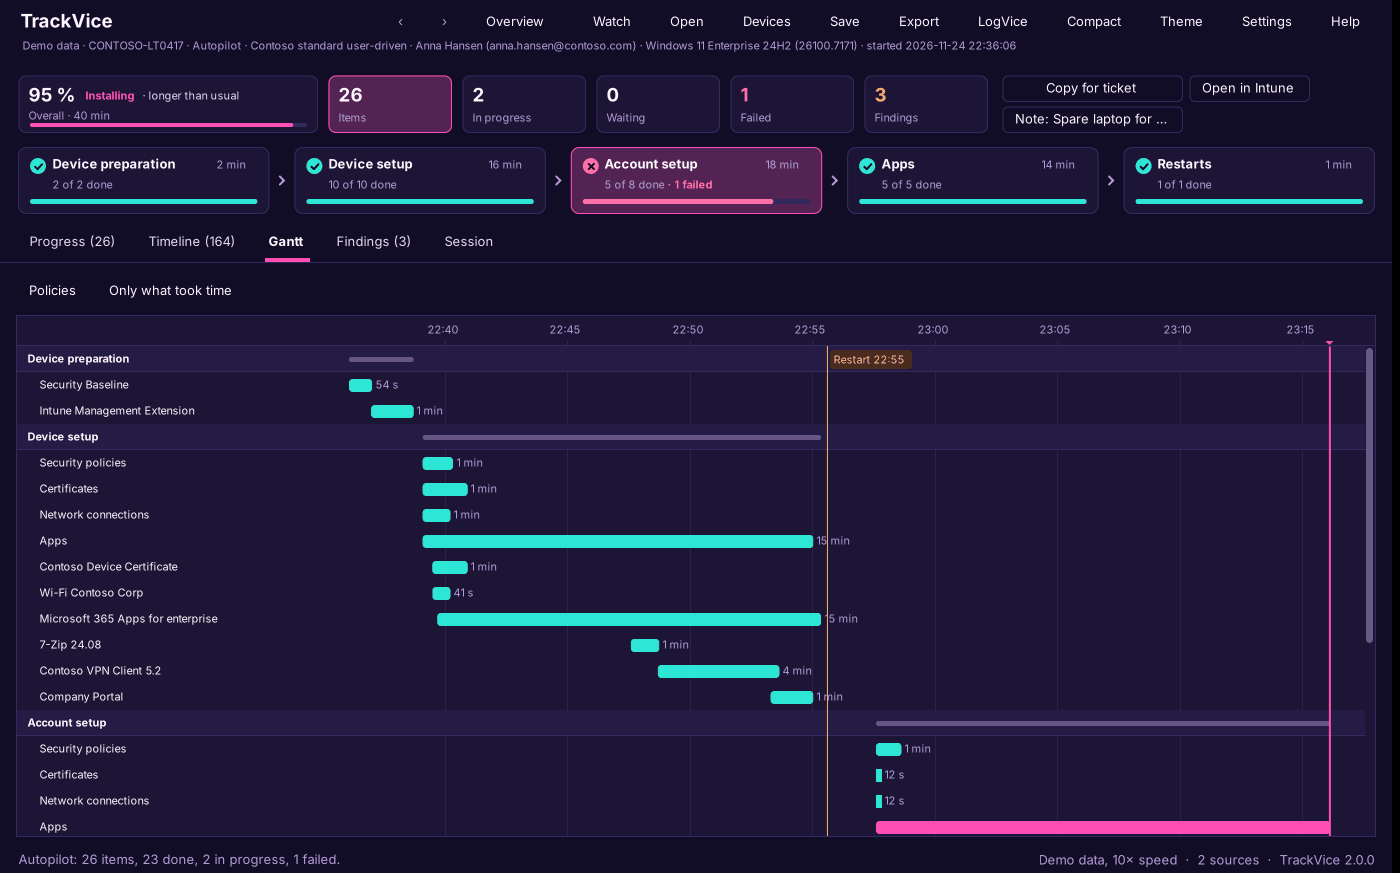 TrackVice ‹ › Overview Watch Open Devices Save Export LogVice Compact Theme Settings Help
Demo data · CONTOSO-LT0417 · Autopilot · Contoso standard user-driven · Anna Hansen (anna.hansen@contoso.com) · Windows 11 Enterprise 24H2 (26100.7171) · started 2026-11-24 22:36:06
95 % Installing · longer than usual
Overall · 40 min
26
Items
2
In progress
0
Waiting
1
Failed
3
Findings
Copy for ticket
Open in Intune
Note: Spare laptop for ...
Device preparation 2 min
2 of 2 done
Device setup 16 min
10 of 10 done
Account setup 18 min
5 of 8 done · 1 failed
Apps 14 min
5 of 5 done
Restarts 1 min
1 of 1 done
Progress (26) Timeline (164) Gantt Findings (3) Session
Policies Only what took time
22:40 22:45 22:50 22:55 23:00 23:05 23:10 23:15
Device preparation Restart 22:55
Security Baseline 54 s
Intune Management Extension 1 min
Device setup
Security policies 1 min
Certificates 1 min
Network connections 1 min
Apps 15 min
Contoso Device Certificate 1 min
Wi-Fi Contoso Corp 41 s
Microsoft 365 Apps for enterprise 15 min
7-Zip 24.08 1 min
Contoso VPN Client 5.2 4 min
Company Portal 1 min
Account setup
Security policies 1 min
Certificates 12 s
Network connections 12 s
Apps
Autopilot: 26 items, 23 done, 2 in progress, 1 failed.
Demo data, 10× speed · 2 sources · TrackVice 2.0.0